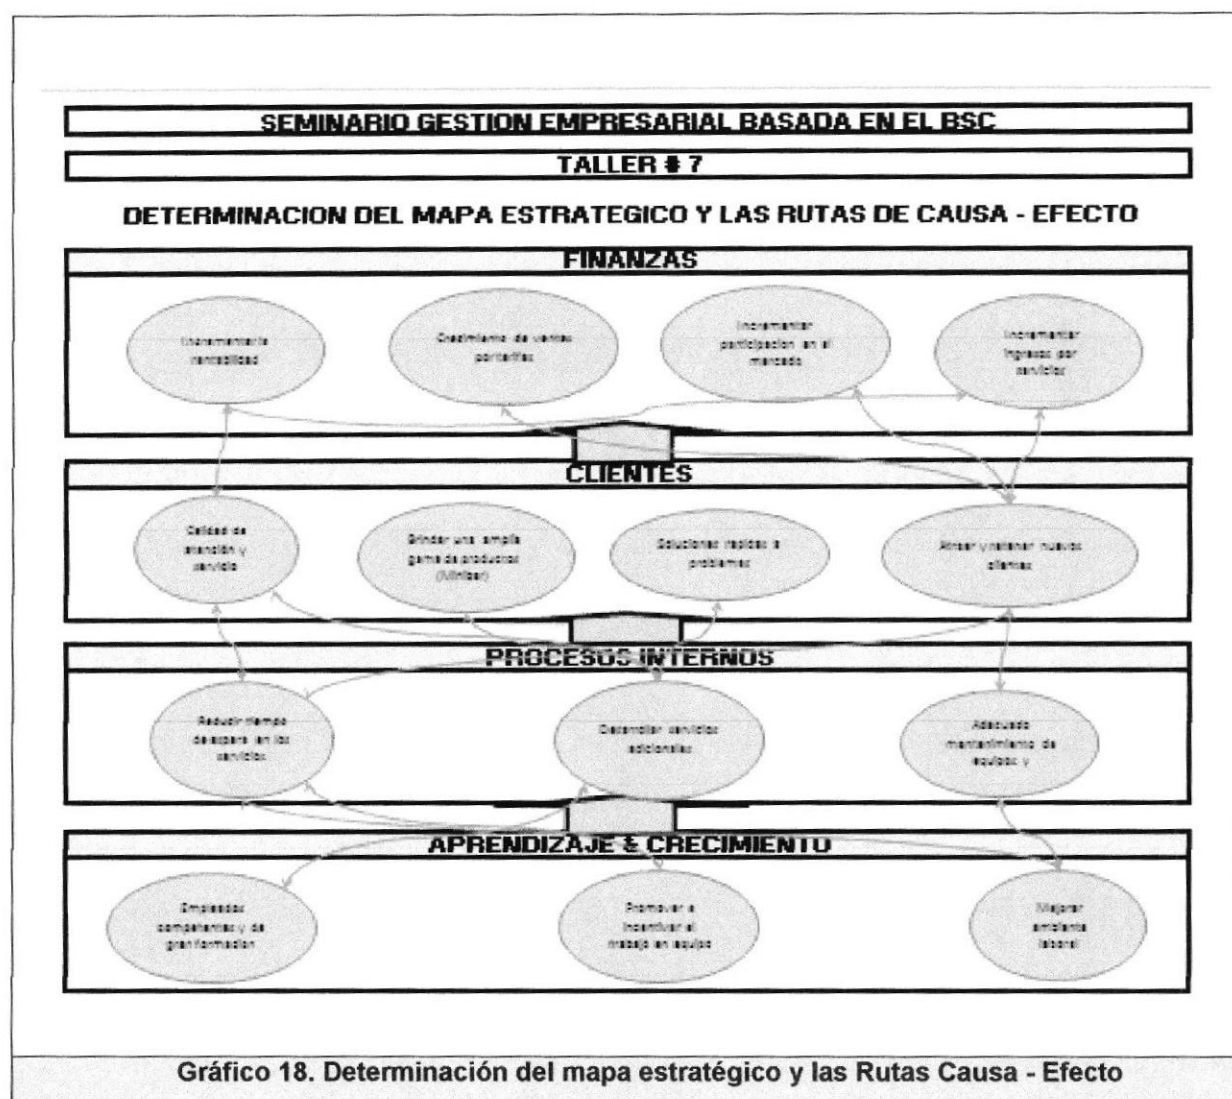 SEMINARIO GESTION EMPRESARIAL BASADA EN EL BSC
TALLER # 7
DETERMINACION DEL MAPA ESTRATEGICO Y LAS RUTAS DE CAUSA - EFECTO
FINANZAS
Incrementar la
rentabilidad
Crecimiento de ventas
por tarifas
Incrementar
participacion en el
mercado
Incrementar
ingresos por
servicios
CLIENTES
Calidad de
atención y
servicio
Brindar una amplia
gama de productos
(Minibar)
Soluciones rapidas a
problemas
Atraer y retener nuevos
clientes
PROCESOS INTERNOS
Reducir tiempo
de espera en los
servicios
Desarrollar servicios
adicionales
Adecuado
mantenimiento de
equipos y
APRENDIZAJE & CRECIMIENTO
Empleados
competentes y de
gran formacion
Promover e
incentivar el
trabajo en equipo
Mejorar
ambiente
laboral
Gráfico 18. Determinación del mapa estratégico y las Rutas Causa - Efecto